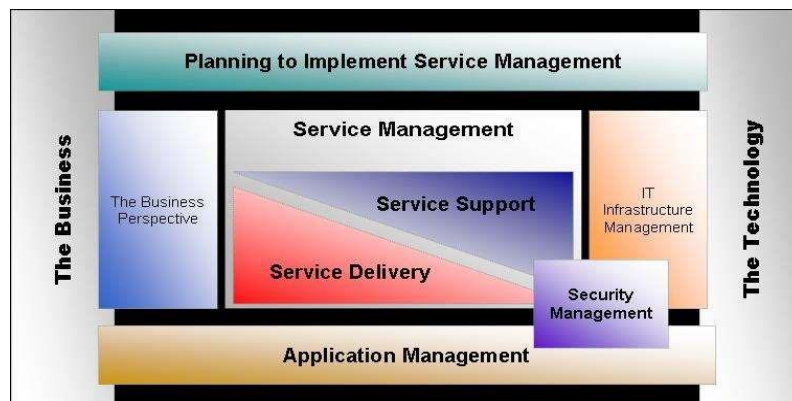 Planning to Implement Service Management
The Business
The Business
Perspective
Service Management
Service Support
Service Delivery
IT
Infrastructure
Management
Security
Management
The Technology
Application Management